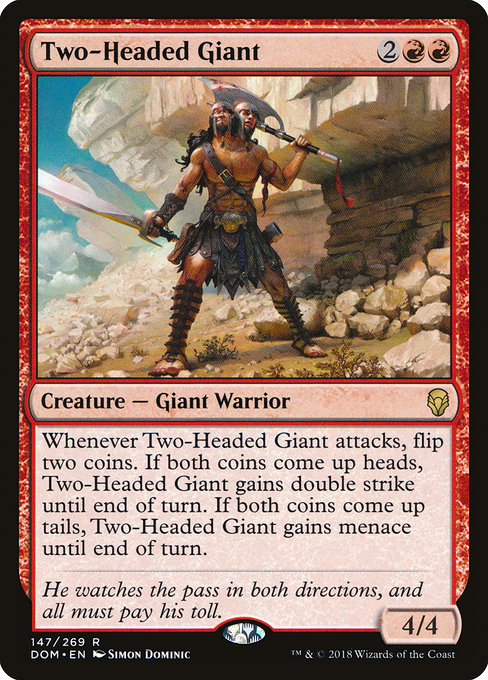 Two-Headed Giant 2
Creature — Giant Warrior
Whenever Two-Headed Giant attacks, flip
two coins. If both coins come up heads,
Two-Headed Giant gains double strike
until end of turn. If both coins come up
tails, Two-Headed Giant gains menace
until end of turn.
He watches the pass in both directions, and
all must pay his toll.
4/4
147/269 R
DOM • EN Simon Dominic ™ & © 2018 Wizards of the Coast